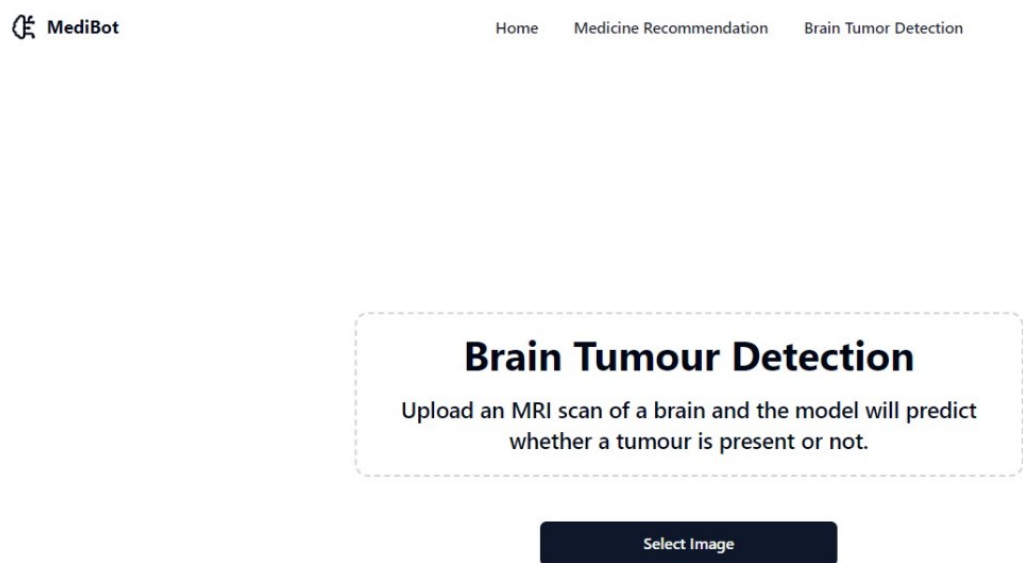 MediBot
Home Medicine Recommendation Brain Tumor Detection
Brain Tumour Detection
Upload an MRI scan of a brain and the model will predict
whether a tumour is present or not.
Select Image